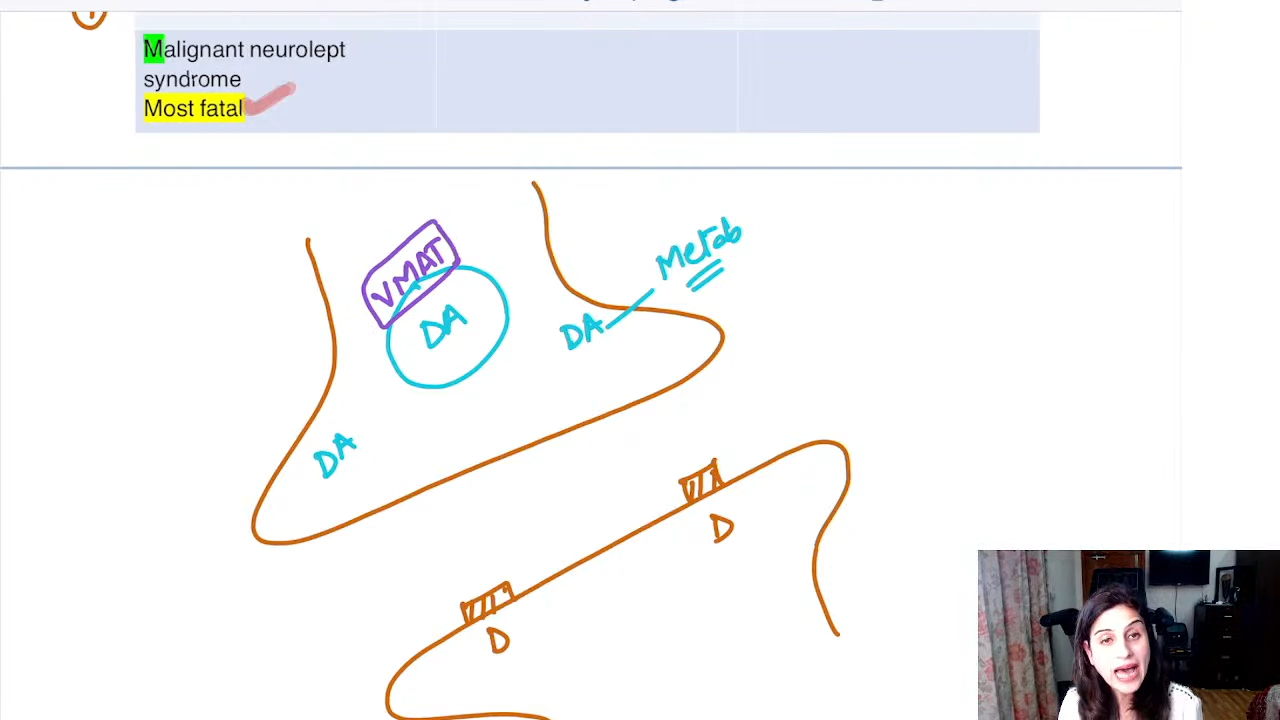 Malignant neurolept
syndrome
Most fatal
VMAT
DA
Metab
DA
DA
D
D